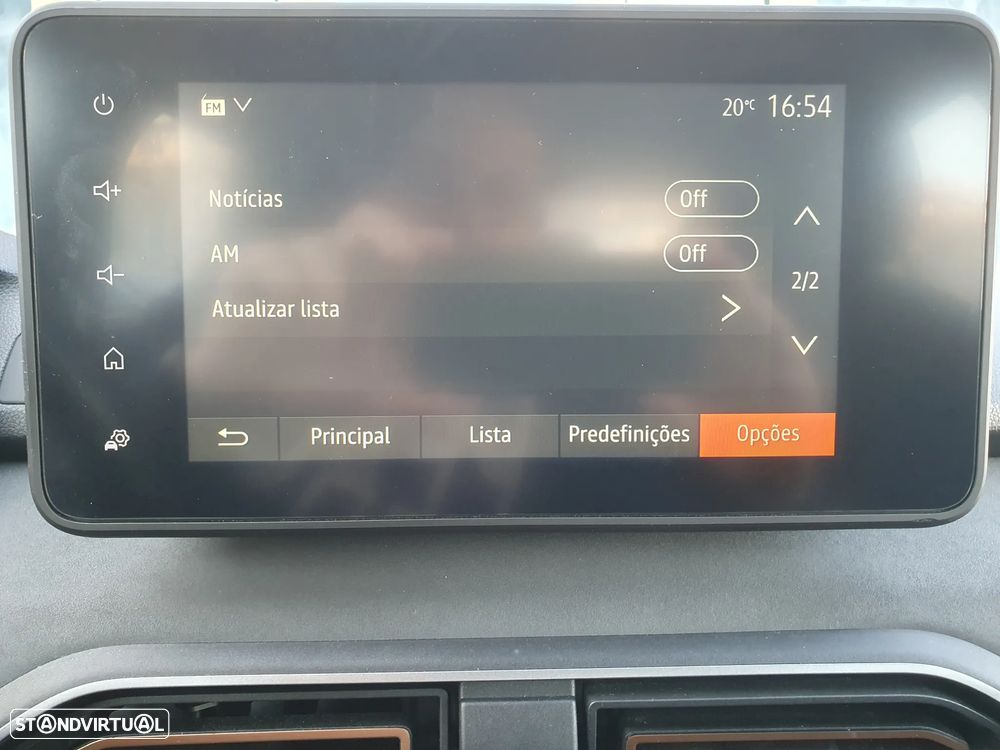 FM
20°C 16:54
Notícias Off
AM Off
2/2
Atualizar lista
Principal Lista Predefinições Opções
STANDVIRTUAL